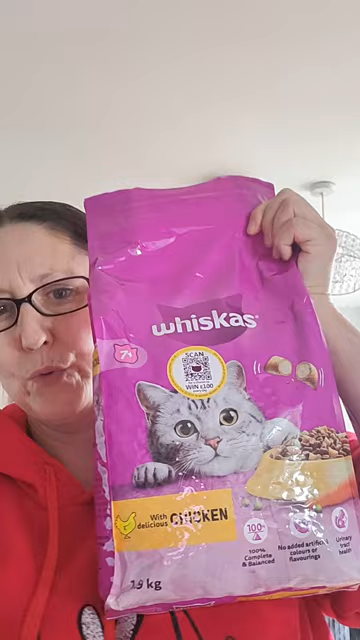 whiskas
7+
SCAN
WIN £100
With
delicious CHICKEN
100%
100%
Complete
& Balanced
No added artificial
colours or
flavourings
Urinary
tract
health
1.9 kg